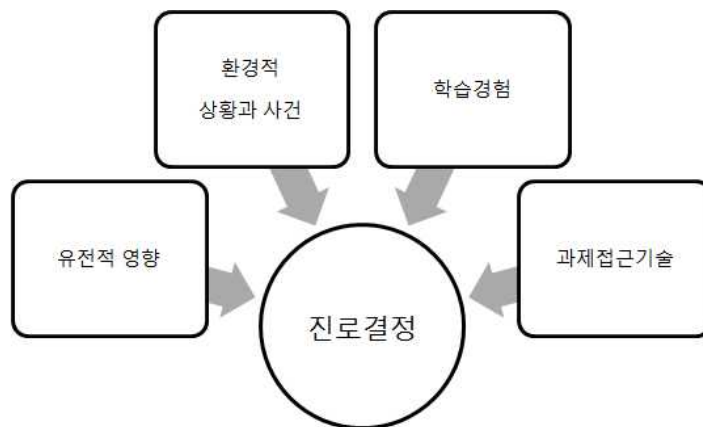 환경적
상황과 사건
학습경험
유전적 영향
과제접근기술
진로결정